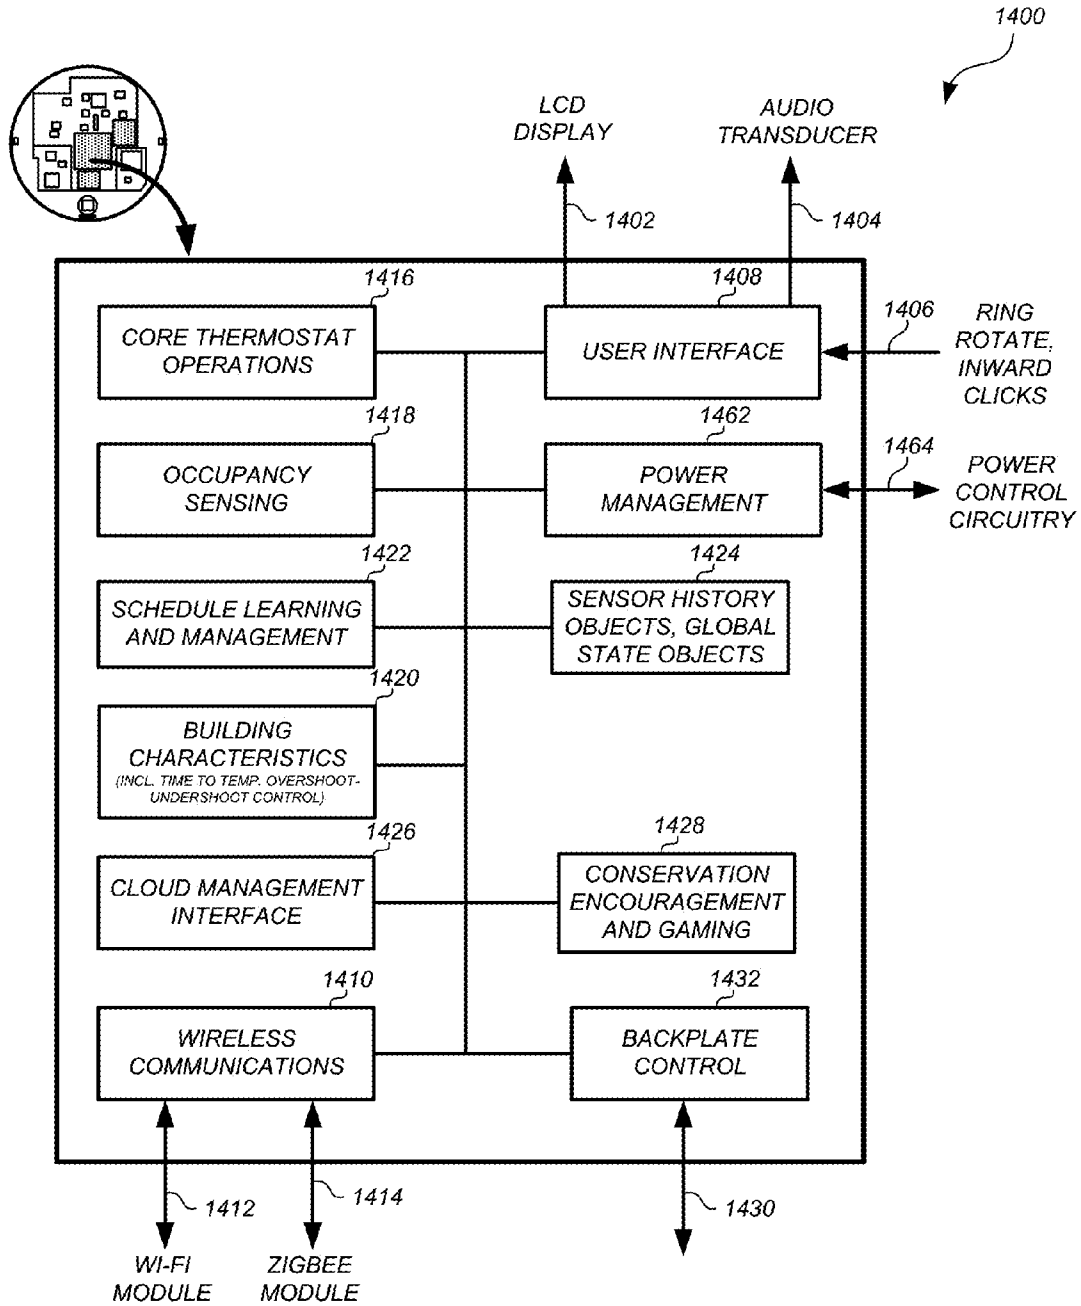 1400
LCD
DISPLAY
AUDIO
TRANSDUCER
1402
1404
1416
CORE THERMOSTAT
OPERATIONS
1408
USER INTERFACE
1406
RING
ROTATE,
INWARD
CLICKS
1418
OCCUPANCY
SENSING
1462
POWER
MANAGEMENT
1464
POWER
CONTROL
CIRCUITRY
1422
SCHEDULE LEARNING
AND MANAGEMENT
1424
SENSOR HISTORY
OBJECTS, GLOBAL
STATE OBJECTS
1420
BUILDING
CHARACTERISTICS
(INCL. TIME TO TEMP. OVERSHOOT-
UNDERSHOOT CONTROL)
1426
CLOUD MANAGEMENT
INTERFACE
1428
CONSERVATION
ENCOURAGEMENT
AND GAMING
1410
WIRELESS
COMMUNICATIONS
1432
BACKPLATE
CONTROL
1412
1414
1430
WI-FI
MODULE
ZIGBEE
MODULE